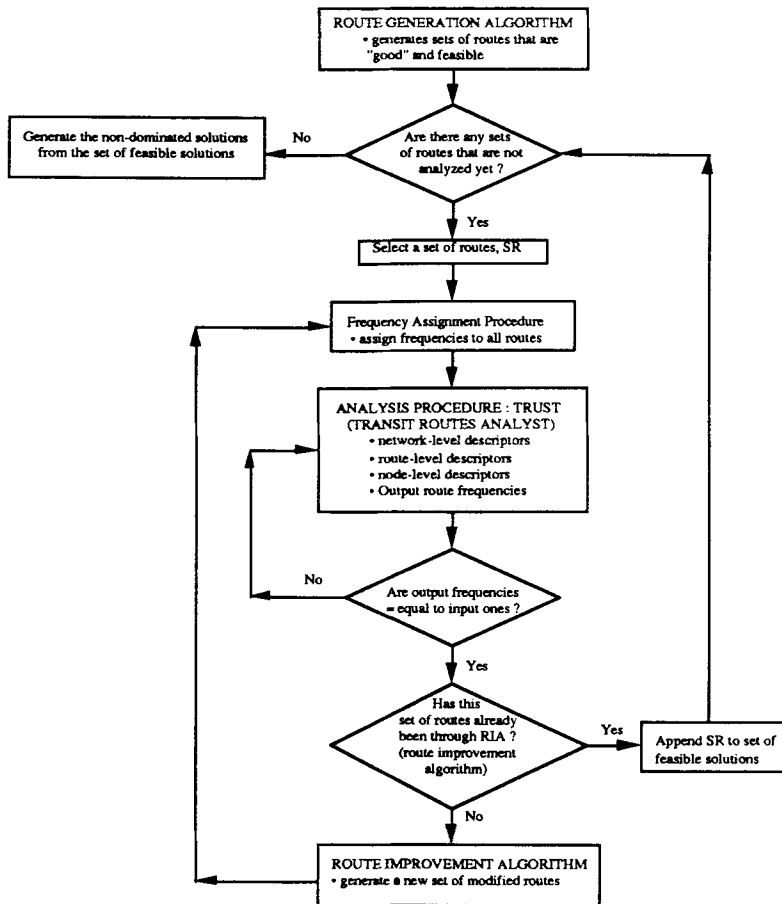 ROUTE GENERATION ALGORITHM
• generates sets of routes that are
"good" and feasible
Are there any sets
of routes that are not
analyzed yet ?
No
Generate the non-dominated solutions
from the set of feasible solutions
Yes
Select a set of routes, SR
Frequency Assignment Procedure
• assign frequencies to all routes
ANALYSIS PROCEDURE : TRUST
(TRANSIT ROUTES ANALYST)
• network-level descriptors
• route-level descriptors
• node-level descriptors
• Output route frequencies
No
Are output frequencies
= equal to input ones ?
Yes
Has this
set of routes already
been through RIA ?
(route improvement
algorithm)
Yes
Append SR to set of
feasible solutions
No
ROUTE IMPROVEMENT ALGORITHM
• generate a new set of modified routes